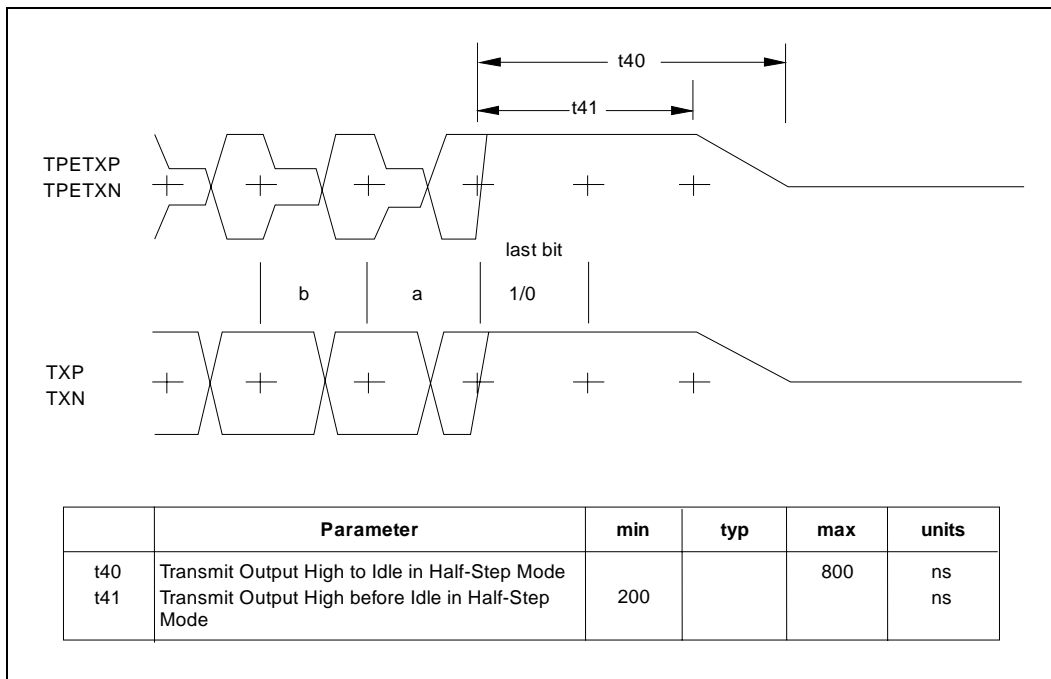 t40
t41
TPETXP
TPETXN
last bit
b a 1/0
TXP
TXN
Parameter min typ max units
t40 Transmit Output High to Idle in Half-Step Mode 800 ns
t41 Transmit Output High before Idle in Half-Step 200 ns
Mode